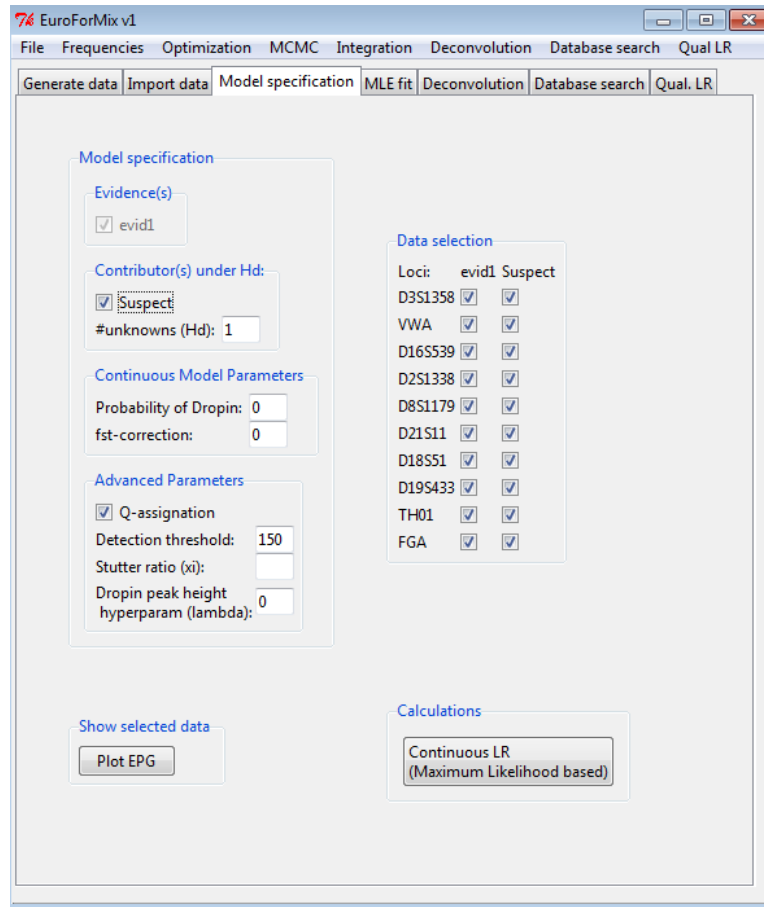 EuroForMix v1
File Frequencies Optimization MCMC Integration Deconvolution Database search Qual LR
Generate data Import data Model specification MLE fit Deconvolution Database search Qual. LR
Model specification
Evidence(s)
evid1
Contributor(s) under Hd:
Suspect
#unknowns (Hd): 1
Continuous Model Parameters
Probability of Dropin: 0
fst-correction: 0
Advanced Parameters
Q-assignation
Detection threshold: 150
Stutter ratio (xi):
Dropin peak height
hyperparam (lambda): 0
Data selection
Loci: evid1 Suspect
D3S1358
VWA
D16S539
D2S1338
D8S1179
D21S11
D18S51
D19S433
TH01
FGA
Show selected data
Plot EPG
Calculations
Continuous LR
(Maximum Likelihood based)